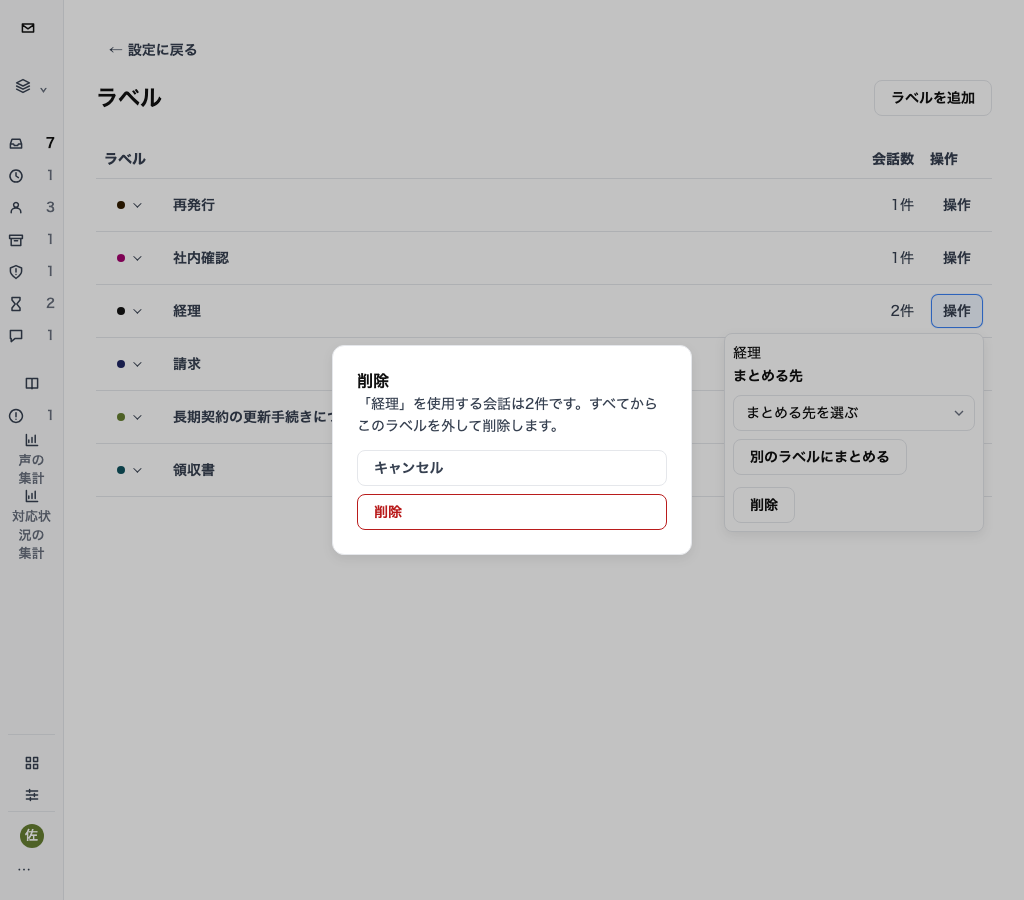 ← 設定に戻る
ラベル
ラベルを追加
ラベル 会話数 操作
再発行 1件 操作
社内確認 1件 操作
経理 2件 操作
請求
長期契約の更新手続きに
領収書
経理
まとめる先
まとめる先を選ぶ
別のラベルにまとめる
削除
削除
「経理」を使用する会話は2件です。すべてから
このラベルを外して削除します。
キャンセル
削除
7
1
3
1
1
2
1
1
声の
集計
対応状
況の
集計
佐
…